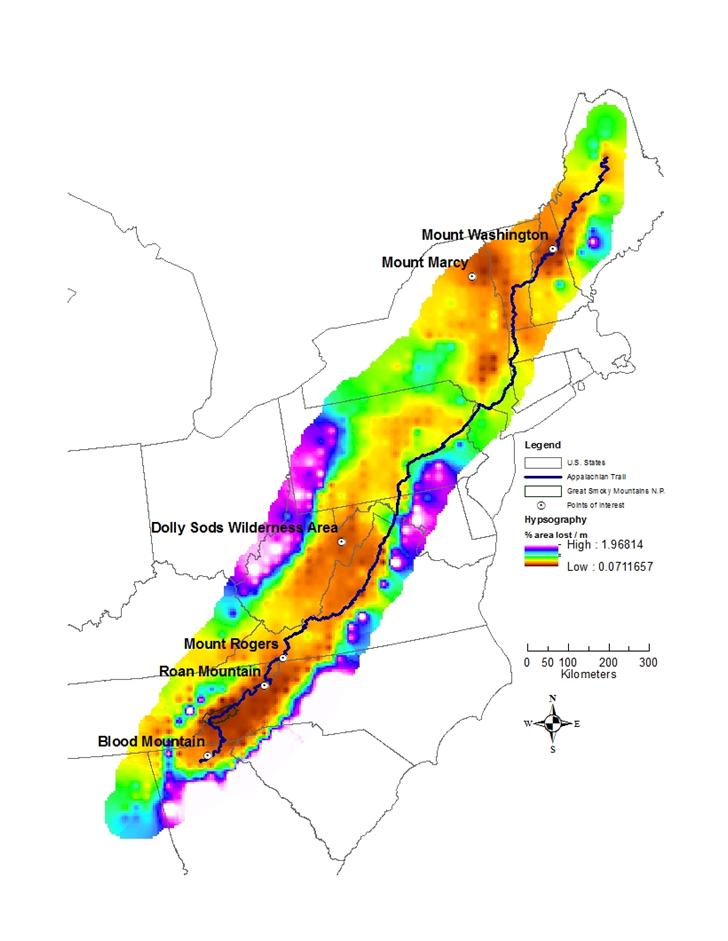 Mount Washington
Mount Marcy
Legend
U.S. States
Appalachian Trail
Great Smoky Mountains N.P.
Points of Interest
Hypsography
% area lost / m
High : 1.96814
Low : 0.0711657
Dolly Sods Wilderness Area
Mount Rogers
Roan Mountain
0 50 100 200 300
Kilometers
N
W E
S
Blood Mountain